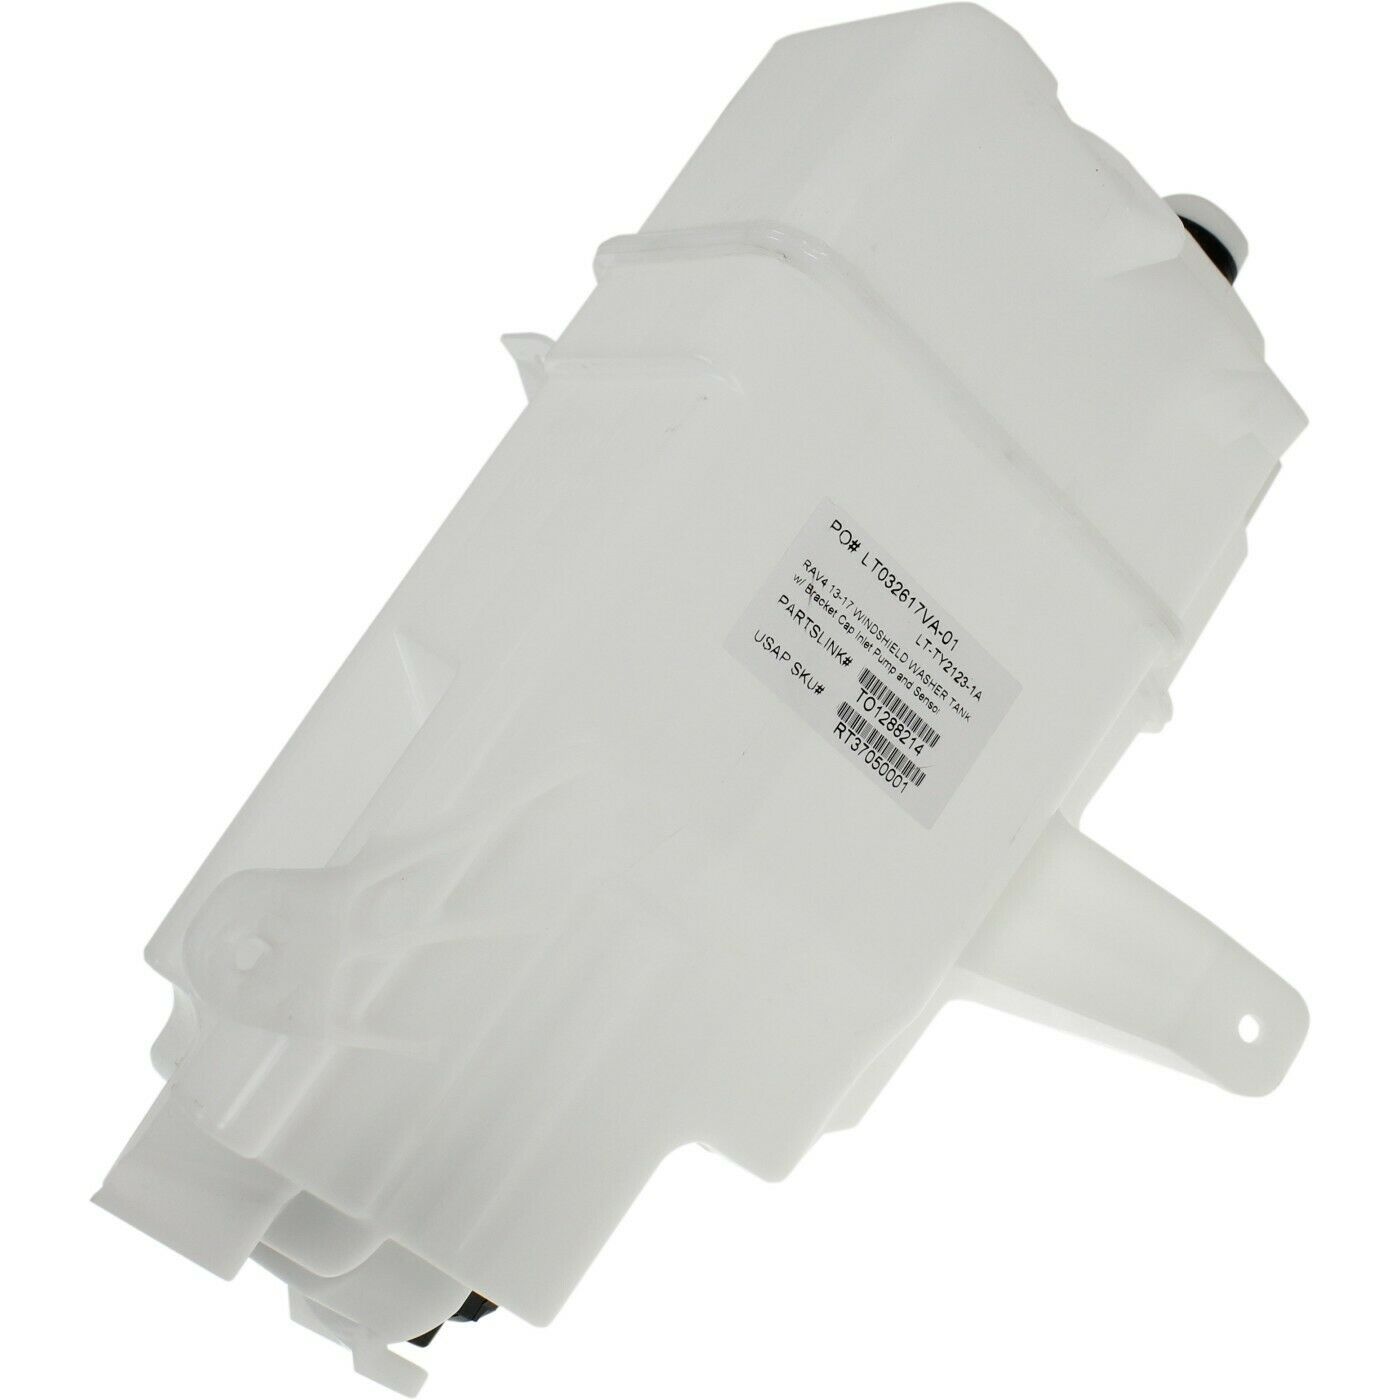 PO# LT032617VA-01
LT-TY2123-1A
RAV4 13-17 WINDSHIELD WASHER TANK
w/ Bracket Cap Inlet Pump and Sensor
PARTSLINK#
TO1288214
USAP SKU#
RT37050001